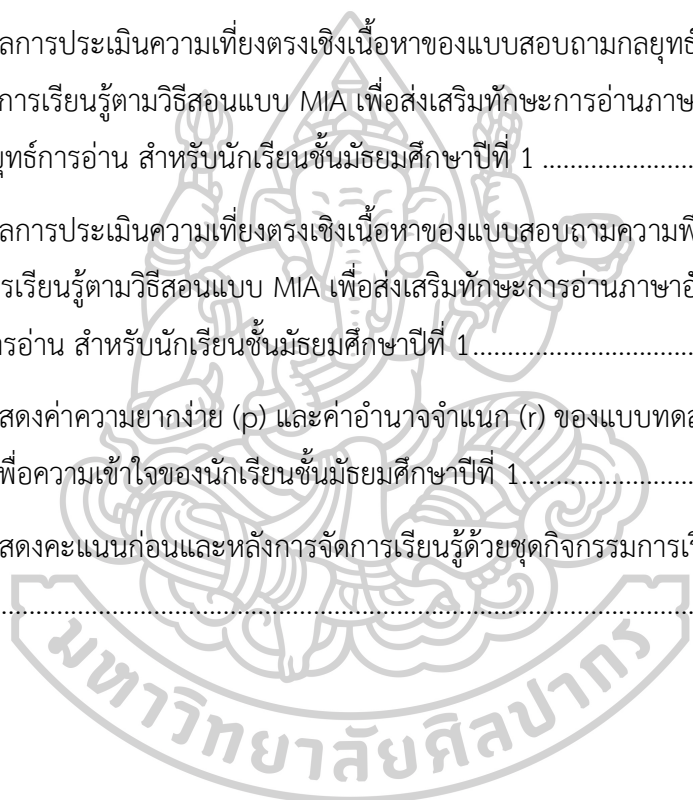 ลการประเมินความเที่ยงตรงเชิงเนื้อหาของแบบสอบถามกลยุทธ์
การเรียนรู้ตามวิธีสอนแบบ MIA เพื่อส่งเสริมทักษะการอ่านภาษ
ยุทธ์การอ่าน สำหรับนักเรียนชั้นมัธยมศึกษาปีที่ 1 ........................
ลการประเมินความเที่ยงตรงเชิงเนื้อหาของแบบสอบถามความพึ
รเรียนรู้ตามวิธีสอนแบบ MIA เพื่อส่งเสริมทักษะการอ่านภาษาอั
ารอ่าน สำหรับนักเรียนชั้นมัธยมศึกษาปีที่ 1..................................
สดงค่าความยากง่าย (p) และค่าอำนาจจำแนก (r) ของแบบทดส
พื่อความเข้าใจของนักเรียนชั้นมัธยมศึกษาปีที่ 1...........................
สดงคะแนนก่อนและหลังการจัดการเรียนรู้ด้วยชุดกิจกรรมการเรี
....................................................................................................
มหาวิทยาลัยศิลปากร